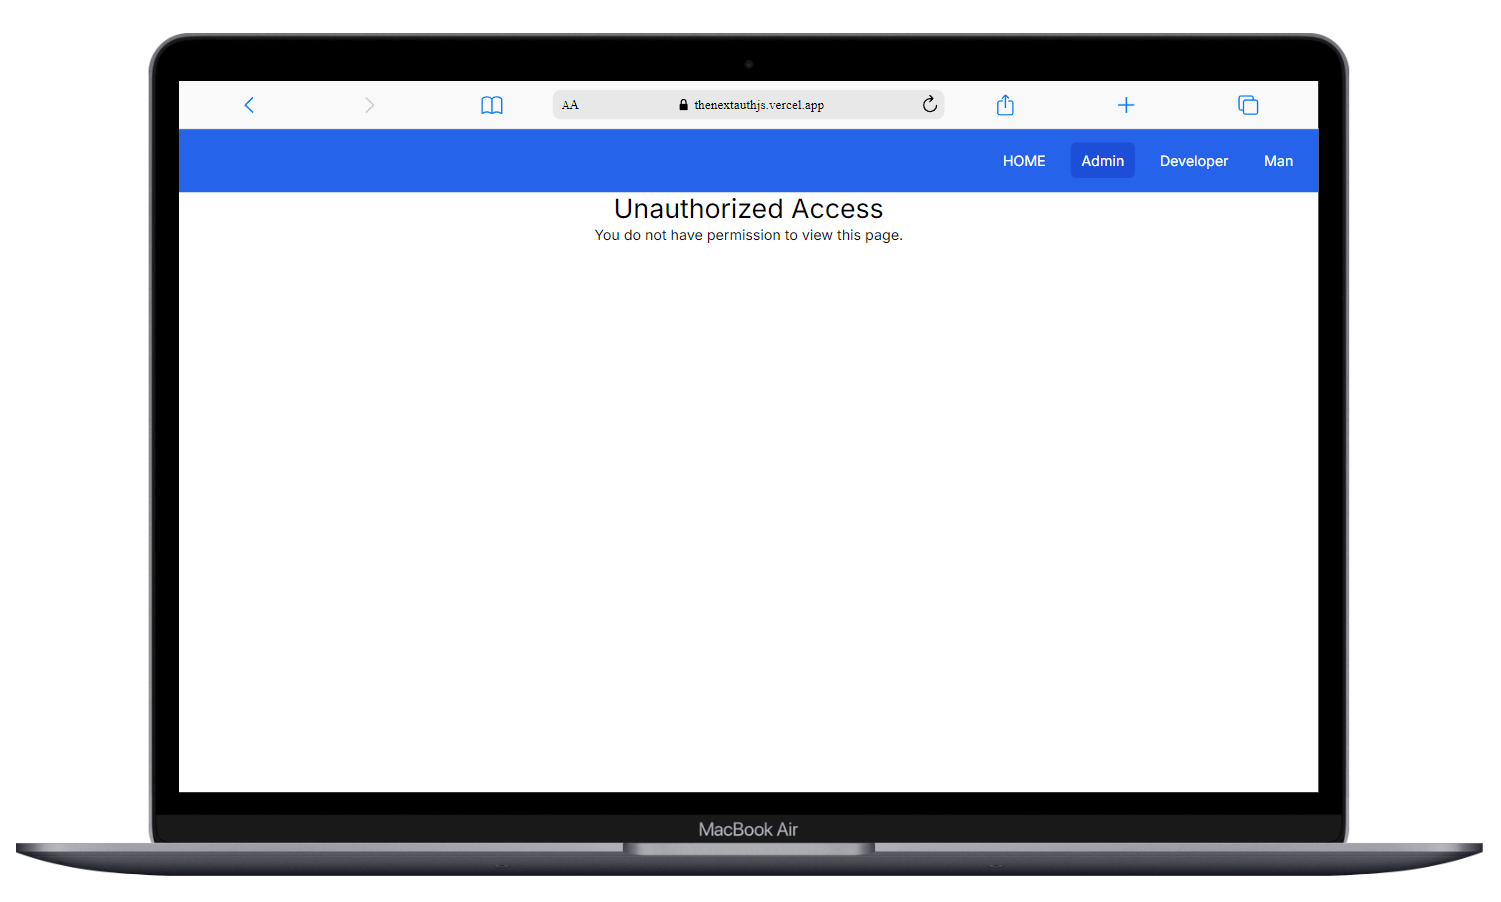 AA thenextauthjs.vercel.app
HOME Admin Developer Man
Unauthorized Access
You do not have permission to view this page.
MacBook Air